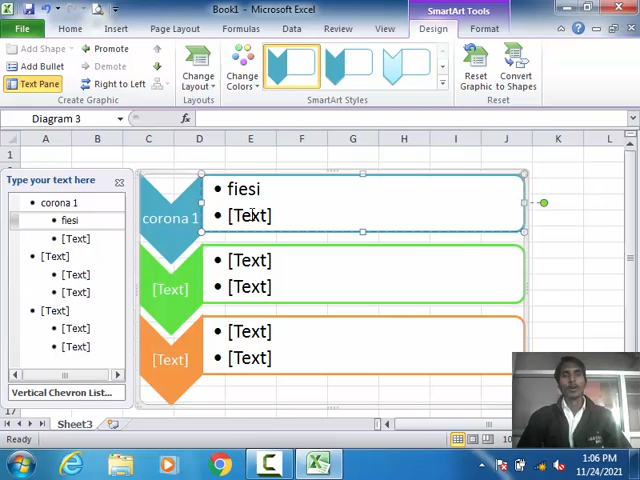 Book1 - Microsoft Excel
SmartArt Tools
File
Home
Insert
Page Layout
Formulas
Data
Review
View
Design
Format
Add Shape
Promote
Add Bullet
Demote
Text Pane
Right to Left
Create Graphic
Change Layout
Layouts
Change Colors
SmartArt Styles
Reset Graphic
Convert to Shapes
Reset
Diagram 3
fx
A B C D E F G H I J K L
1
Type your text here
corona 1
fiesi
[Text]
[Text]
[Text]
[Text]
[Text]
[Text]
[Text]
Vertical Chevron List...
corona 1
• fiesi
• [Text]
[Text]
• [Text]
• [Text]
[Text]
• [Text]
• [Text]
17
Sheet3
Ready
10
1:06 PM
11/24/2021